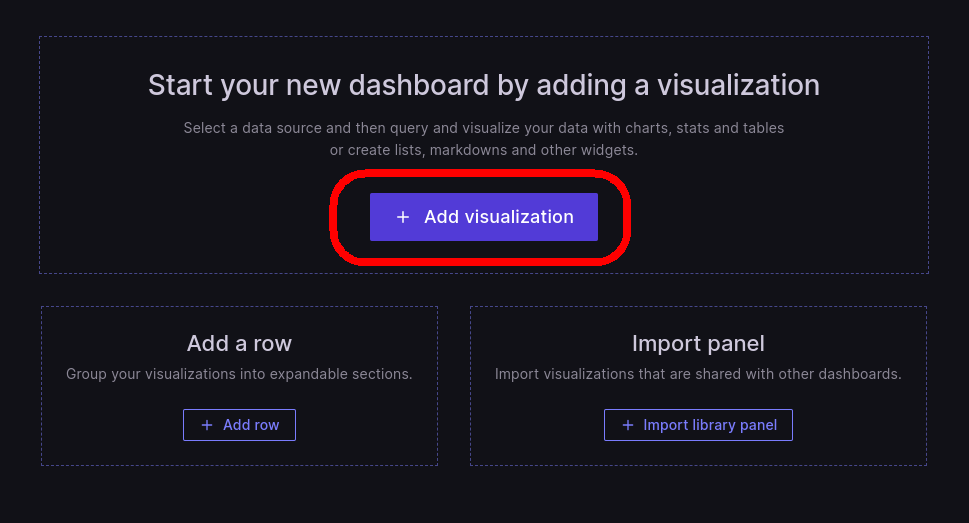 Start your new dashboard by adding a visualization
Select a data source and then query and visualize your data with charts, stats and tables
or create lists, markdowns and other widgets.
+ Add visualization
Add a row
Group your visualizations into expandable sections.
+ Add row
Import panel
Import visualizations that are shared with other dashboards.
+ Import library panel